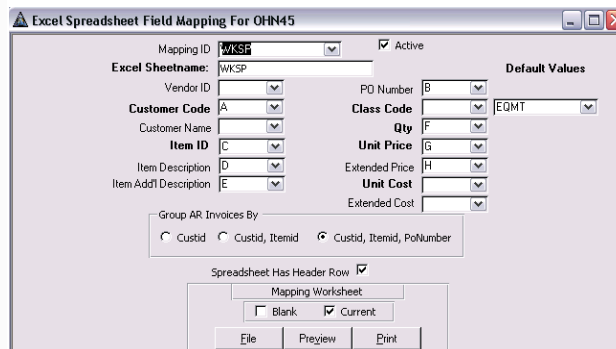 Excel Spreadsheet Field Mapping For OHN45
Mapping ID WKSP Active
Excel Sheetname: WKSP Default Values
Vendor ID PO Number B
Customer Code A Class Code EQMT
Customer Name Qty F
Item ID C Unit Price G
Item Description D Extended Price H
Item Add'l Description E Unit Cost
Extended Cost
Group AR Invoices By
Custid Custid, Itemid Custid, Itemid, PoNumber
Spreadsheet Has Header Row
Mapping Worksheet
Blank Current
File Preview Print